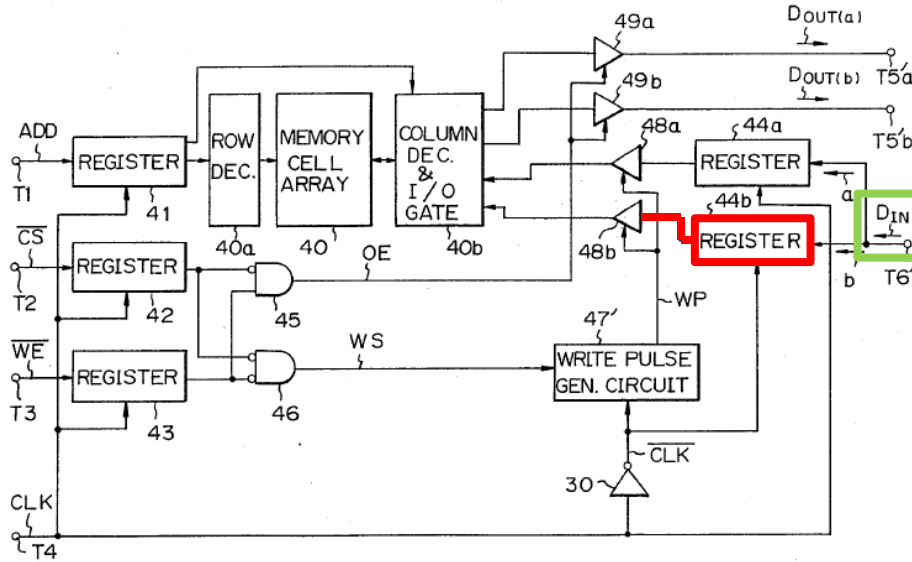 49a
DOUT(a)
T5'a
49b
DOUT(b)
T5'b
ADD
T1
REGISTER
41
ROW
DEC.
40a
MEMORY
CELL
ARRAY
40
COLUMN
DEC.
&
I/O
GATE
40b
48a
48b
44a
REGISTER
a
44b
REGISTER
b
DIN
T6'
CS
T2
REGISTER
42
45
OE
WE
T3
REGISTER
43
46
WS
47'
WRITE PULSE
GEN. CIRCUIT
WP
CLK
30
CLK
T4